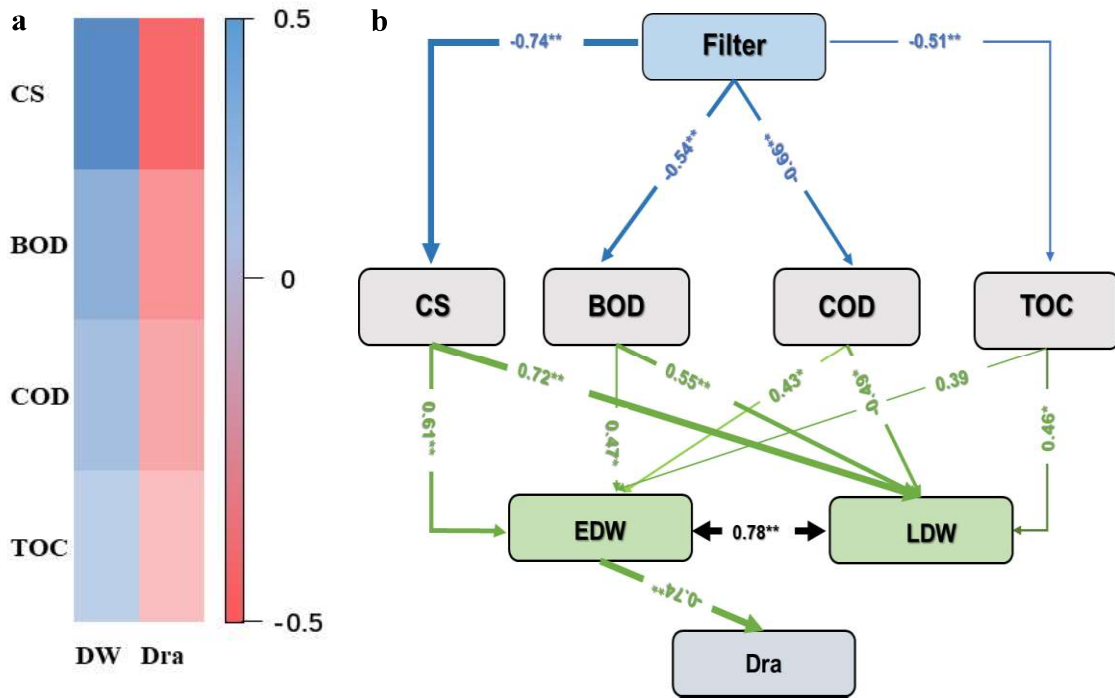 a
0.5
0
-0.5
CS
BOD
COD
TOC
DW Dra
b
Filter
-0.74**
-0.51**
-0.54**
-0.66**
CS
BOD
COD
TOC
0.72**
0.55**
0.43*
-0.49*
0.39
0.61**
0.47*
0.46*
EDW
0.78**
LDW
-0.74**
Dra